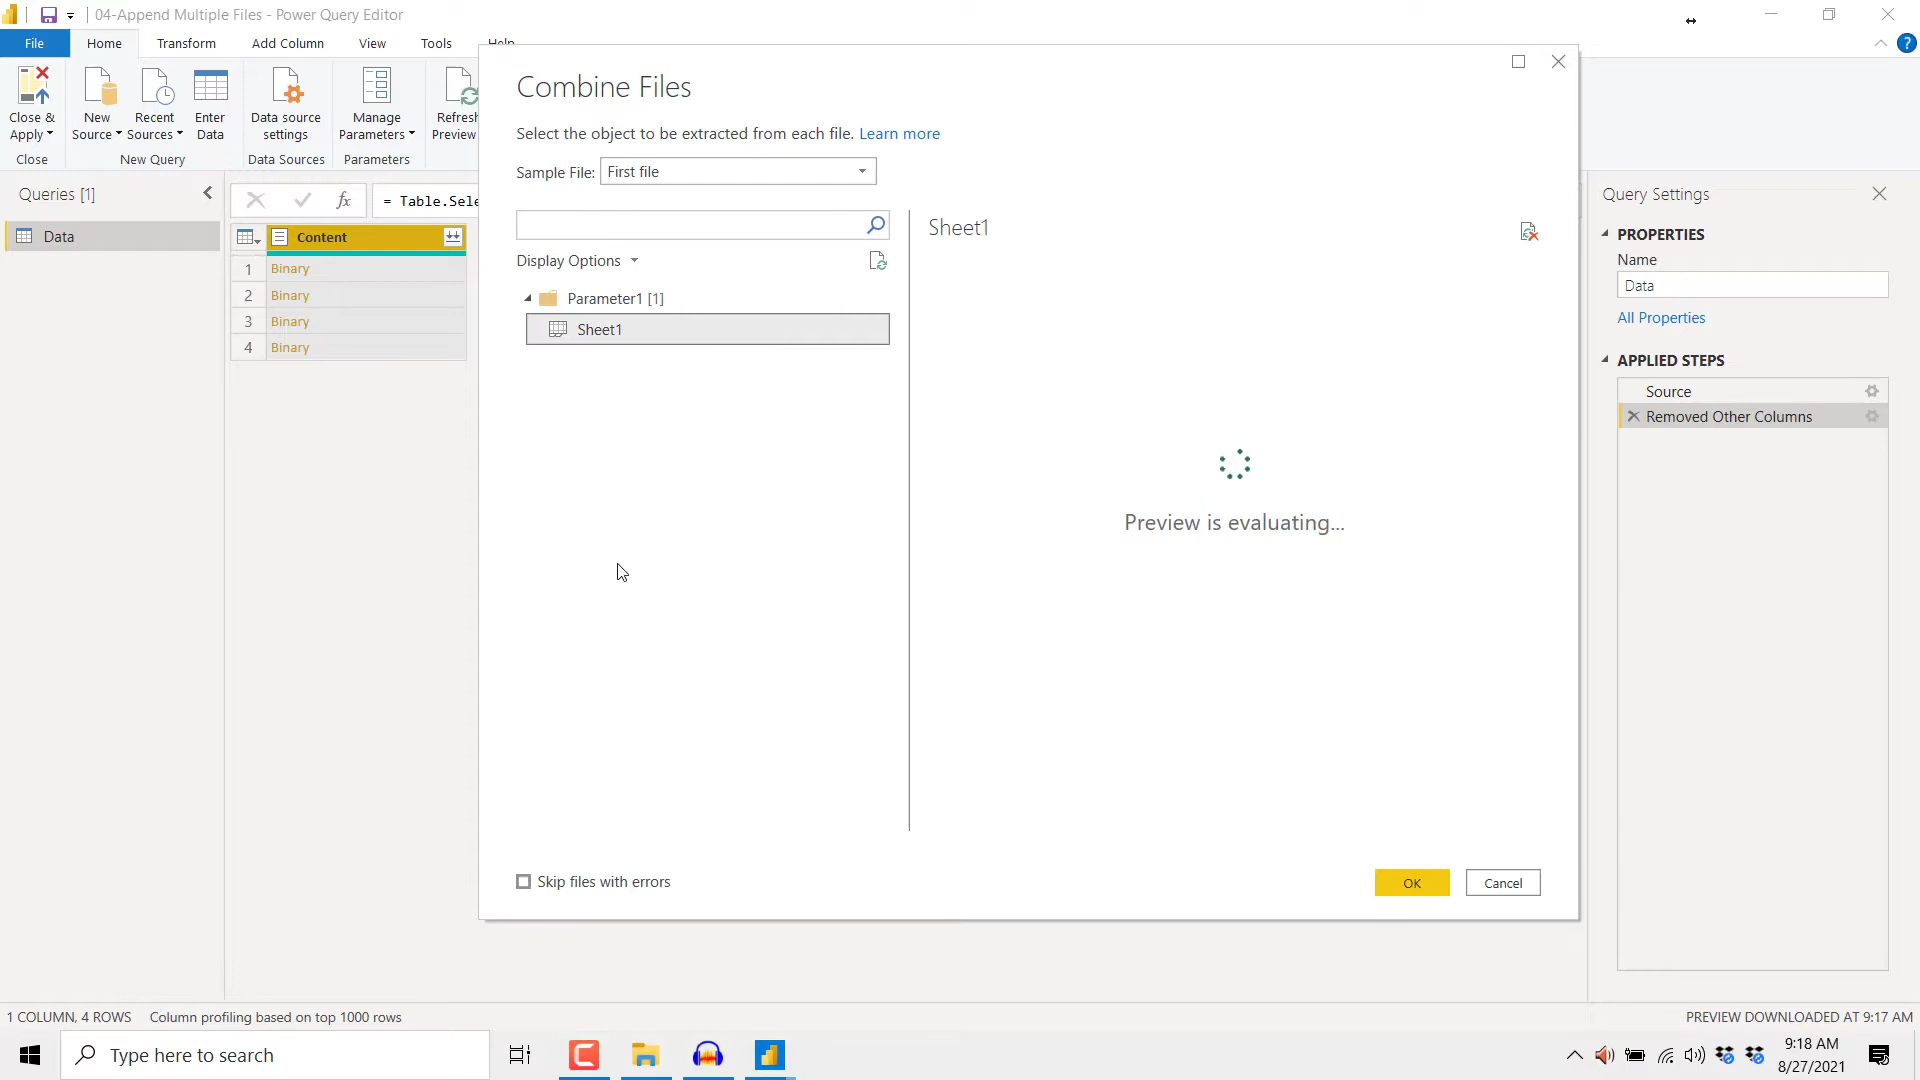 04-Append Multiple Files - Power Query Editor
File
Home
Transform
Add Column
View
Tools
Help
Close &
Apply
New
Source
Recent
Sources
Enter
Data
Data source
settings
Manage
Parameters
Refresh
Preview
Close
New Query
Data Sources
Parameters
Queries [1]
Data
fx
= Table.Sele
Content
1 Binary
2 Binary
3 Binary
4 Binary
Combine Files
Select the object to be extracted from each file. Learn more
Sample File: First file
Display Options
Parameter1 [1]
Sheet1
Sheet1
Preview is evaluating...
Skip files with errors
OK
Cancel
Query Settings
PROPERTIES
Name
Data
All Properties
APPLIED STEPS
Source
Removed Other Columns
1 COLUMN, 4 ROWS
Column profiling based on top 1000 rows
PREVIEW DOWNLOADED AT 9:17 AM
Type here to search
9:18 AM
8/27/2021